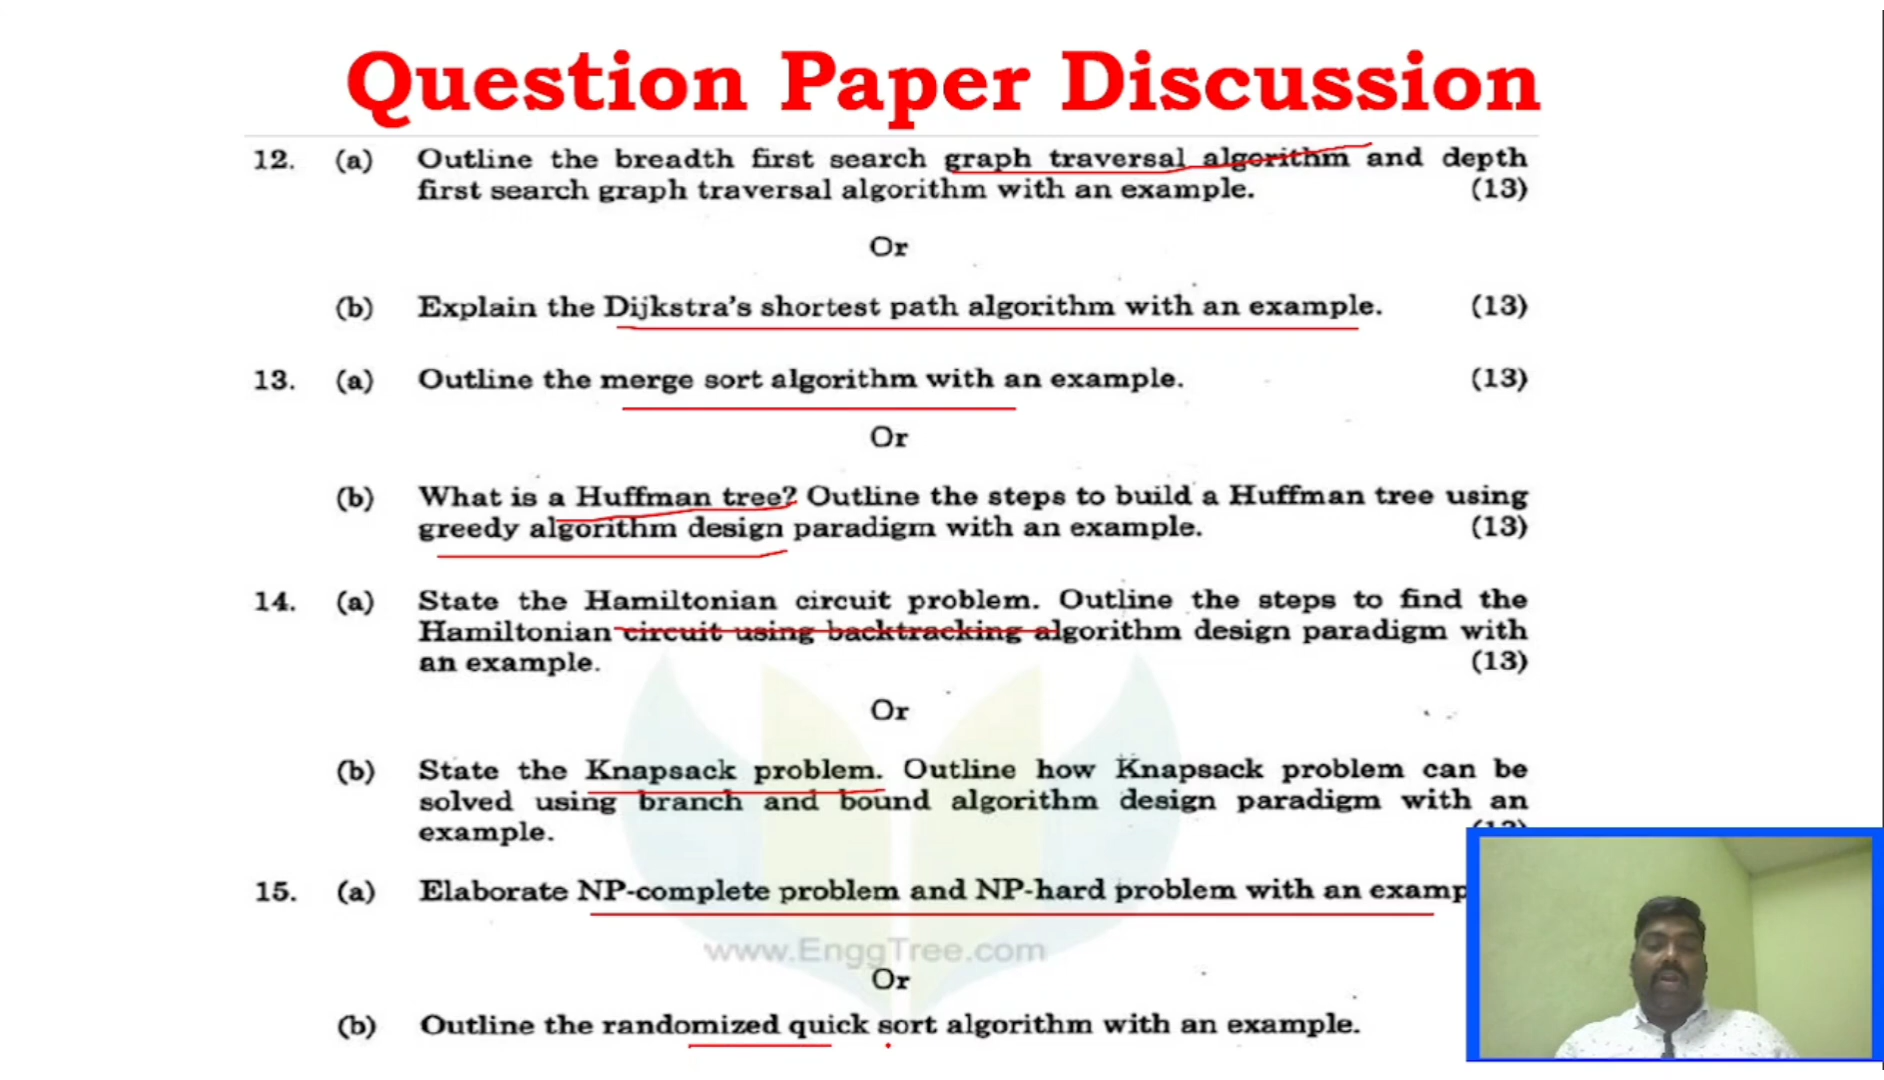 Question Paper Discussion
12. (a) Outline the breadth first search graph traversal algorithm and depth
first search graph traversal algorithm with an example. (13)
Or
(b) Explain the Dijkstra's shortest path algorithm with an example. (13)
13. (a) Outline the merge sort algorithm with an example. (13)
Or
(b) What is a Huffman tree? Outline the steps to build a Huffman tree using
greedy algorithm design paradigm with an example. (13)
14. (a) State the Hamiltonian circuit problem. Outline the steps to find the
Hamiltonian circuit using backtracking algorithm design paradigm with
an example. (13)
Or
(b) State the Knapsack problem. Outline how Knapsack problem can be
solved using branch and bound algorithm design paradigm with an
example.
15. (a) Elaborate NP-complete problem and NP-hard problem with an examp
www.EnggTree.com
Or
(b) Outline the randomized quick sort algorithm with an example.